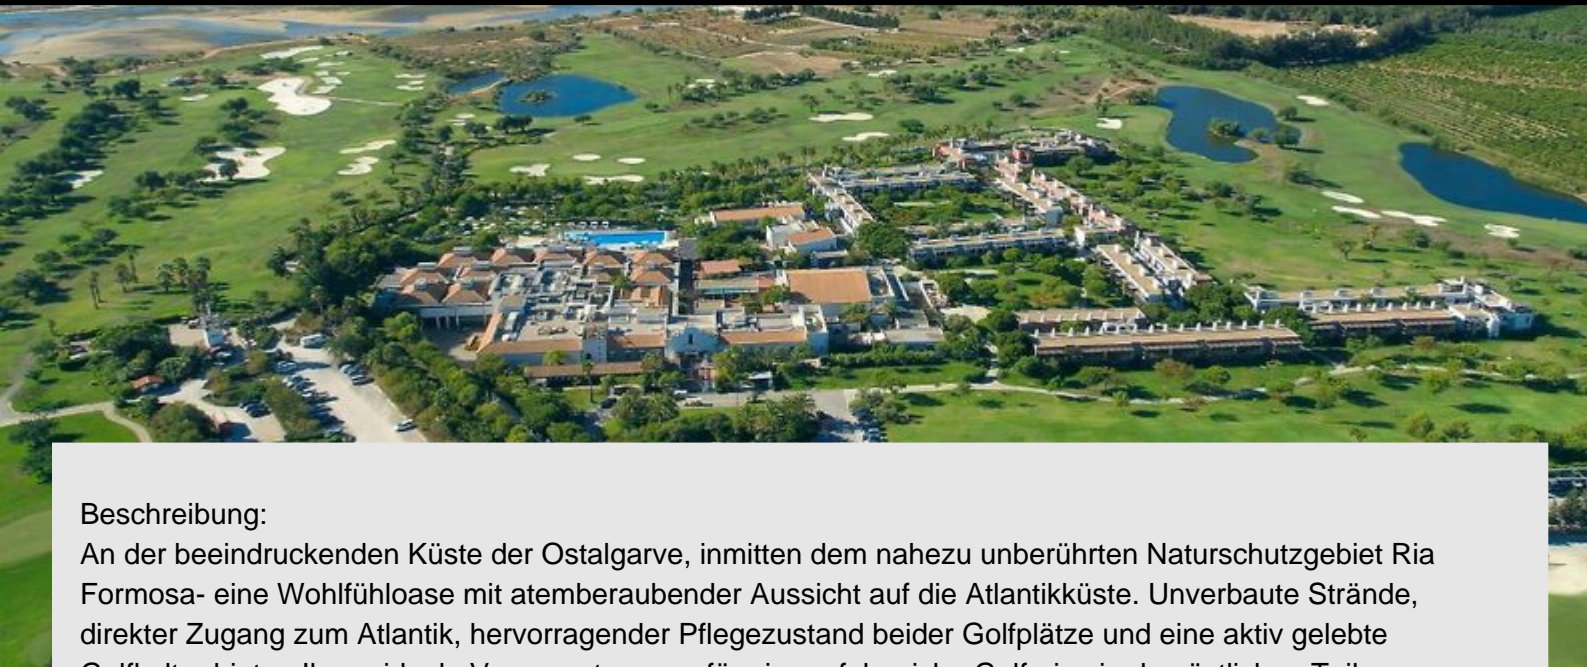 Beschreibung:
An der beeindruckenden Küste der Ostalgarve, inmitten dem nahezu unberührten Naturschutzgebiet Ria
Formosa- eine Wohlfühloase mit atemberaubender Aussicht auf die Atlantikküste. Unverbaute Strände,
direkter Zugang zum Atlantik, hervorragender Pflegezustand beider Golfplätze und eine aktiv gelebte